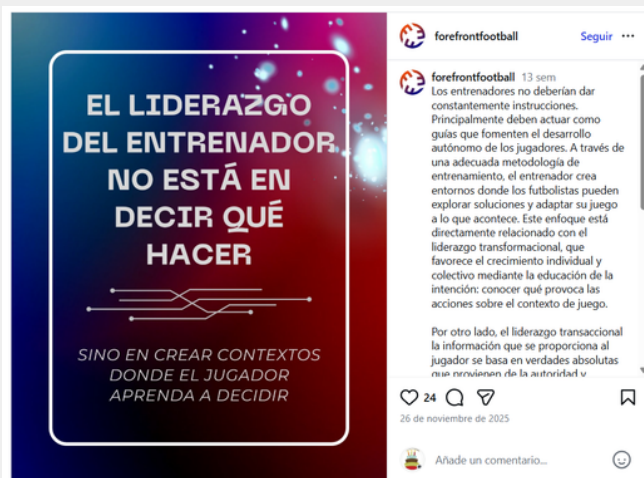 EL LIDERAZGO
DEL ENTRENADOR
NO ESTÁ EN
DECIR QUÉ
HACER
SINO EN CREAR CONTEXTOS
DONDE EL JUGADOR
APRENDA A DECIDIR
forefrontfootball
Seguir
forefrontfootball 13 sem
Los entrenadores no deberían dar
constantemente instrucciones.
Principalmente deben actuar como
guías que fomenten el desarrollo
autónomo de los jugadores. A través de
una adecuada metodología de
entrenamiento, el entrenador crea
entornos donde los futbolistas pueden
explorar soluciones y adaptar su juego
a lo que acontece. Este enfoque está
directamente relacionado con el
liderazgo transformacional, que
favorece el crecimiento individual y
colectivo mediante la educación de la
intención: conocer qué provoca las
acciones sobre el contexto de juego.
Por otro lado, el liderazgo transaccional
la información que se proporciona al
jugador se basa en verdades absolutas
que provienen de la autoridad y
24
26 de noviembre de 2025
Añade un comentario...